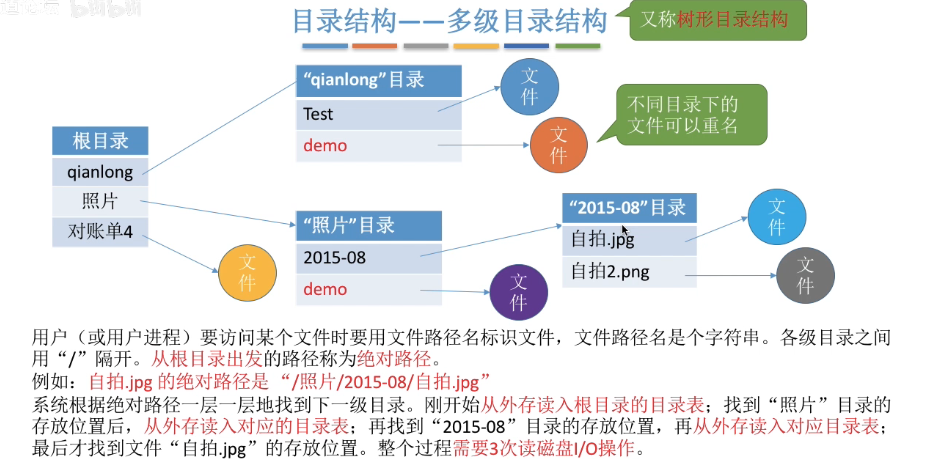 bilibili
目录结构——多级目录结构
又称树形目录结构
“qianlong”目录
Test
demo
文件
文件
不同目录下的
文件可以重名
根目录
qianlong
照片
对账单4
文件
“照片”目录
2015-08
demo
文件
“2015-08”目录
自拍.jpg
自拍2.png
文件
文件
用户（或用户进程）要访问某个文件时要用文件路径名标识文件，文件路径名是个字符串。各级目录之间
用“/”隔开。从根目录出发的路径称为绝对路径。
例如：自拍.jpg 的绝对路径是 “/照片/2015-08/自拍.jpg”
系统根据绝对路径一层一层地找到下一级目录。刚开始从外存读入根目录的目录表；找到“照片”目录的
存放位置后，从外存读入对应的目录表；再找到“2015-08”目录的存放位置，再从外存读入对应目录表；
最后才找到文件“自拍.jpg”的存放位置。整个过程需要3次读磁盘I/O操作。